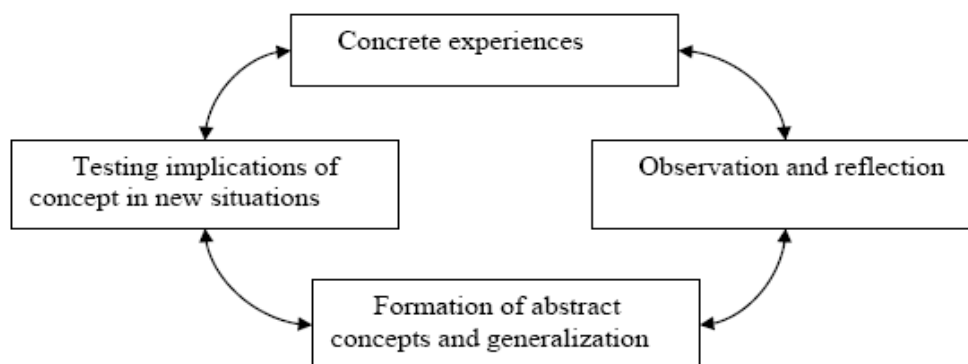 Concrete experiences
Testing implications of
concept in new situations
Observation and reflection
Formation of abstract
concepts and generalization